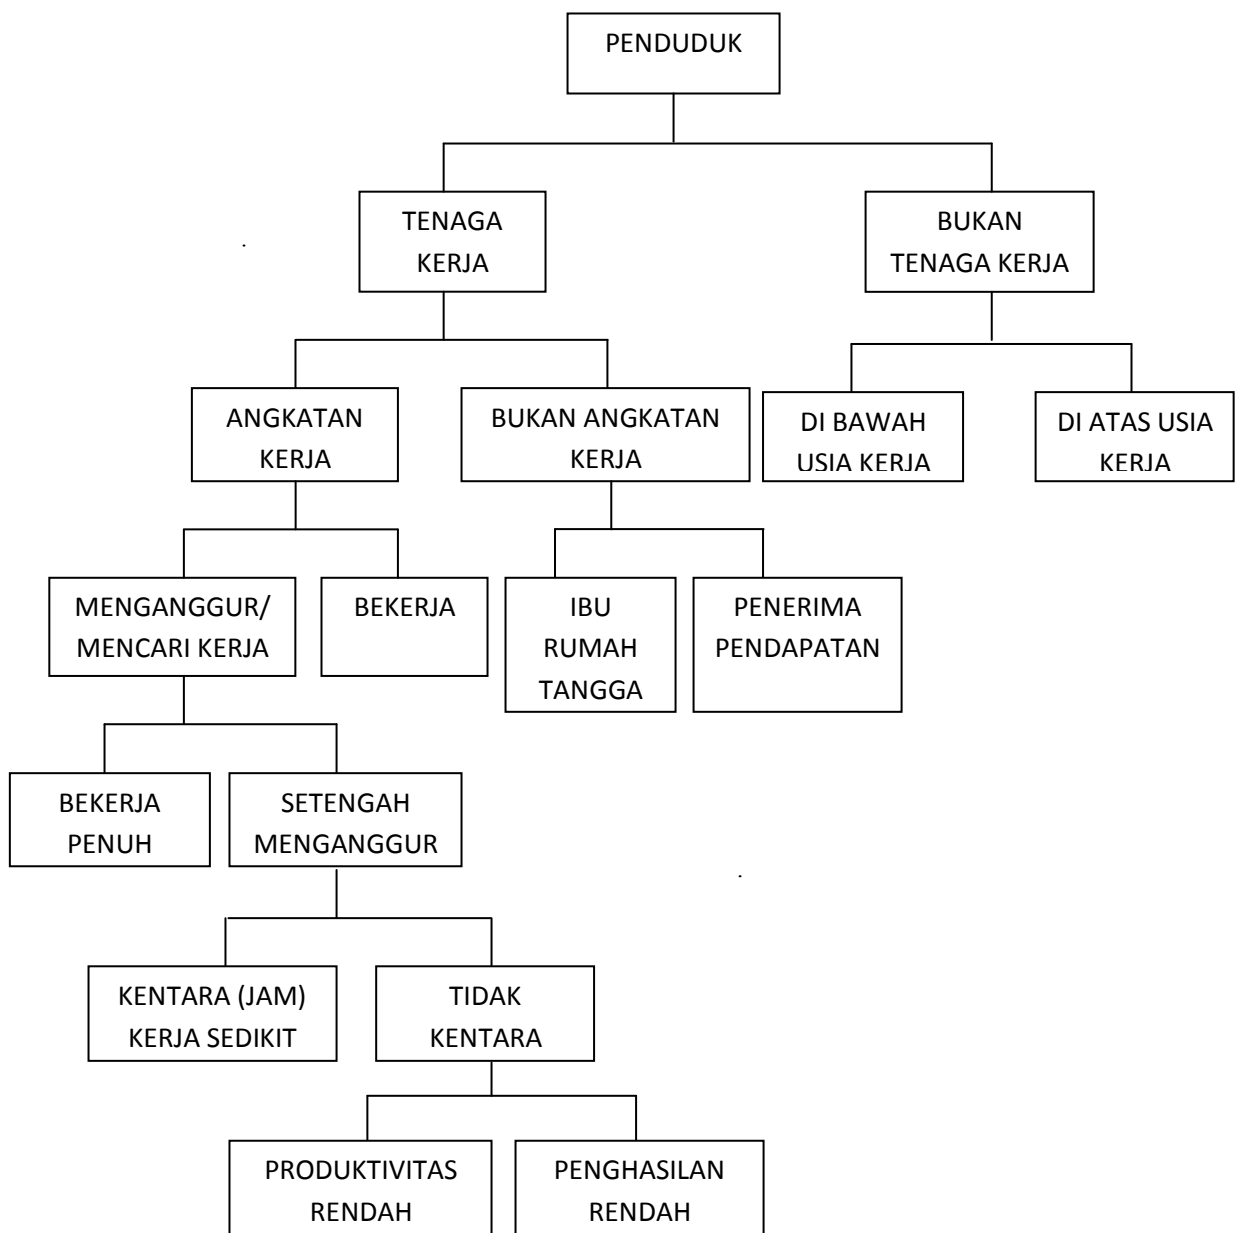 PENDUDUK
TENAGA
KERJA
BUKAN
TENAGA KERJA
ANGKATAN
KERJA
BUKAN ANGKATAN
KERJA
DI BAWAH
USIA KERJA
DI ATAS USIA
KERJA
MENGANGGUR/
MENCARI KERJA
BEKERJA
IBU
RUMAH
TANGGA
PENERIMA
PENDAPATAN
BEKERJA
PENUH
SETENGAH
MENGANGGUR
KENTARA (JAM)
KERJA SEDIKIT
TIDAK
KENTARA
PRODUKTIVITAS
RENDAH
PENGHASILAN
RENDAH